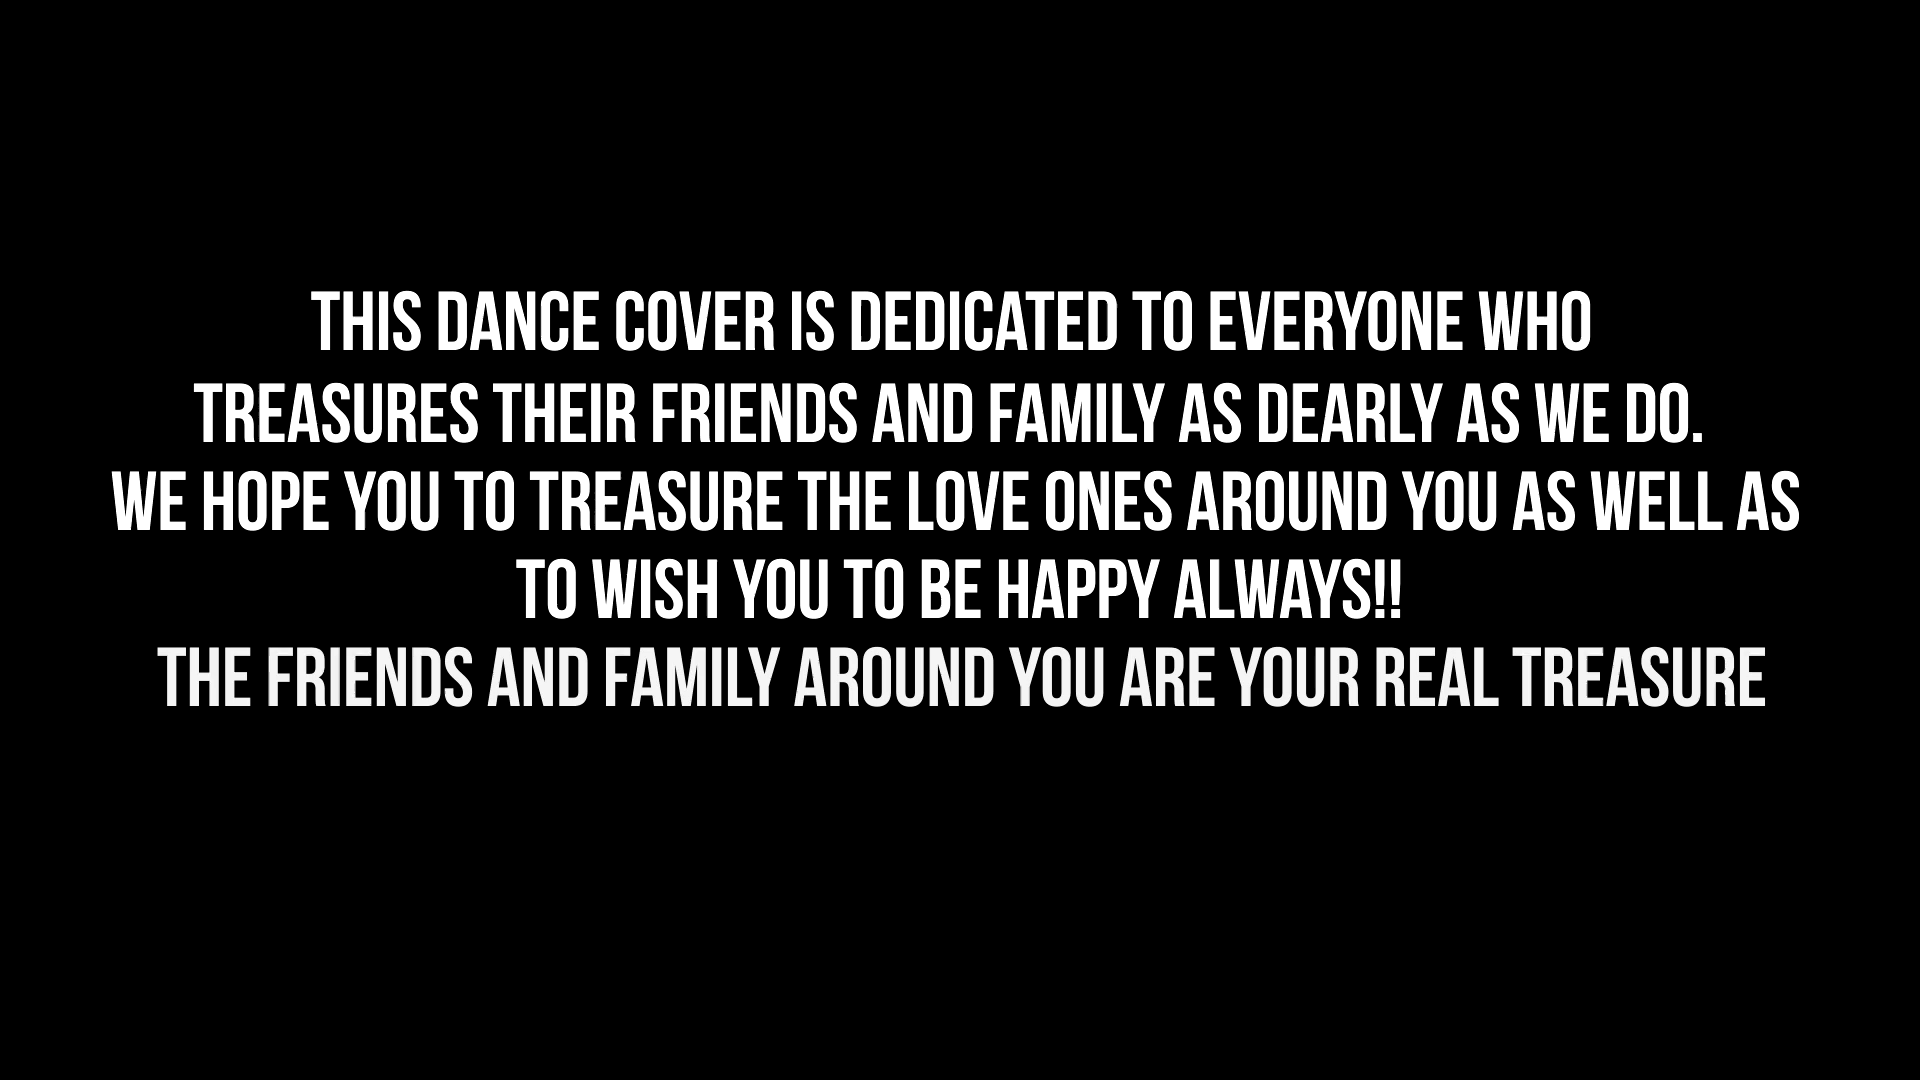 THIS DANCE COVER IS DEDICATED TO EVERYONE WHO
TREASURES THEIR FRIENDS AND FAMILY AS DEARLY AS WE DO.
WE HOPE YOU TO TREASURE THE LOVE ONES AROUND YOU AS WELL AS
TO WISH YOU TO BE HAPPY ALWAYS!!
THE FRIENDS AND FAMILY AROUND YOU ARE YOUR REAL TREASURE